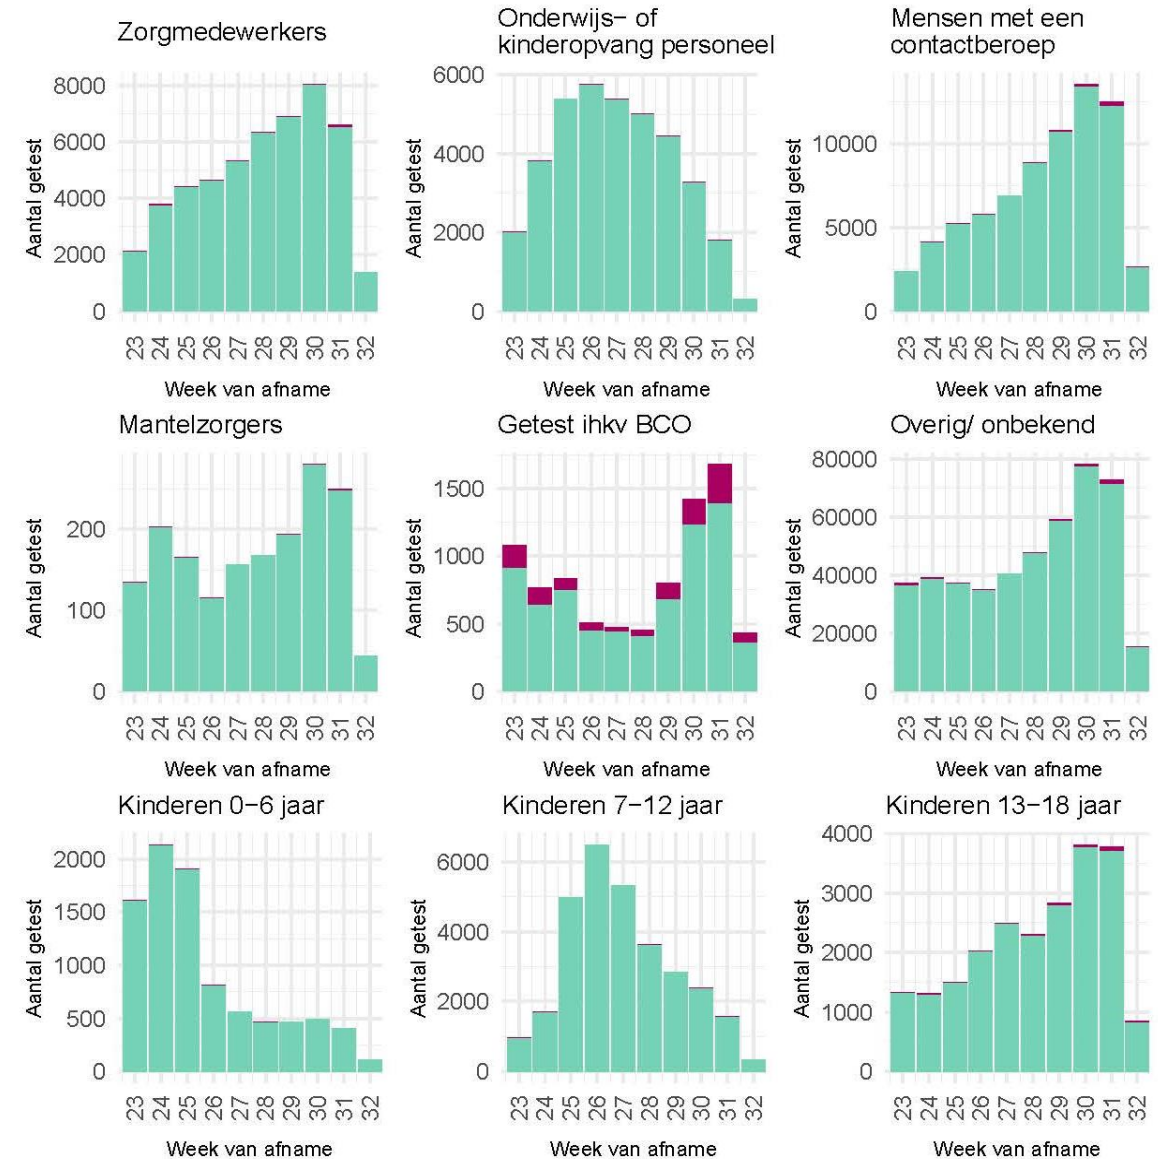 Zorgmedewerkers
Aantal getest
8000
6000
4000
2000
0
23 24 25 26 27 28 29 30 31 32
Week van afname
Onderwijs- of
kinderopvang personeel
Aantal getest
6000
4000
2000
0
23 24 25 26 27 28 29 30 31 32
Week van afname
Mensen met een
contactberoep
Aantal getest
10000
5000
0
23 24 25 26 27 28 29 30 31 32
Week van afname
Mantelzorgers
Aantal getest
200
100
0
23 24 25 26 27 28 29 30 31 32
Week van afname
Getest ihkv BCO
Aantal getest
1500
1000
500
0
23 24 25 26 27 28 29 30 31 32
Week van afname
Overig/ onbekend
Aantal getest
80000
60000
40000
20000
0
23 24 25 26 27 28 29 30 31 32
Week van afname
Kinderen 0-6 jaar
Aantal getest
2000
1500
1000
500
0
23 24 25 26 27 28 29 30 31 32
Week van afname
Kinderen 7-12 jaar
Aantal getest
6000
4000
2000
0
23 24 25 26 27 28 29 30 31 32
Week van afname
Kinderen 13-18 jaar
Aantal getest
4000
3000
2000
1000
0
23 24 25 26 27 28 29 30 31 32
Week van afname